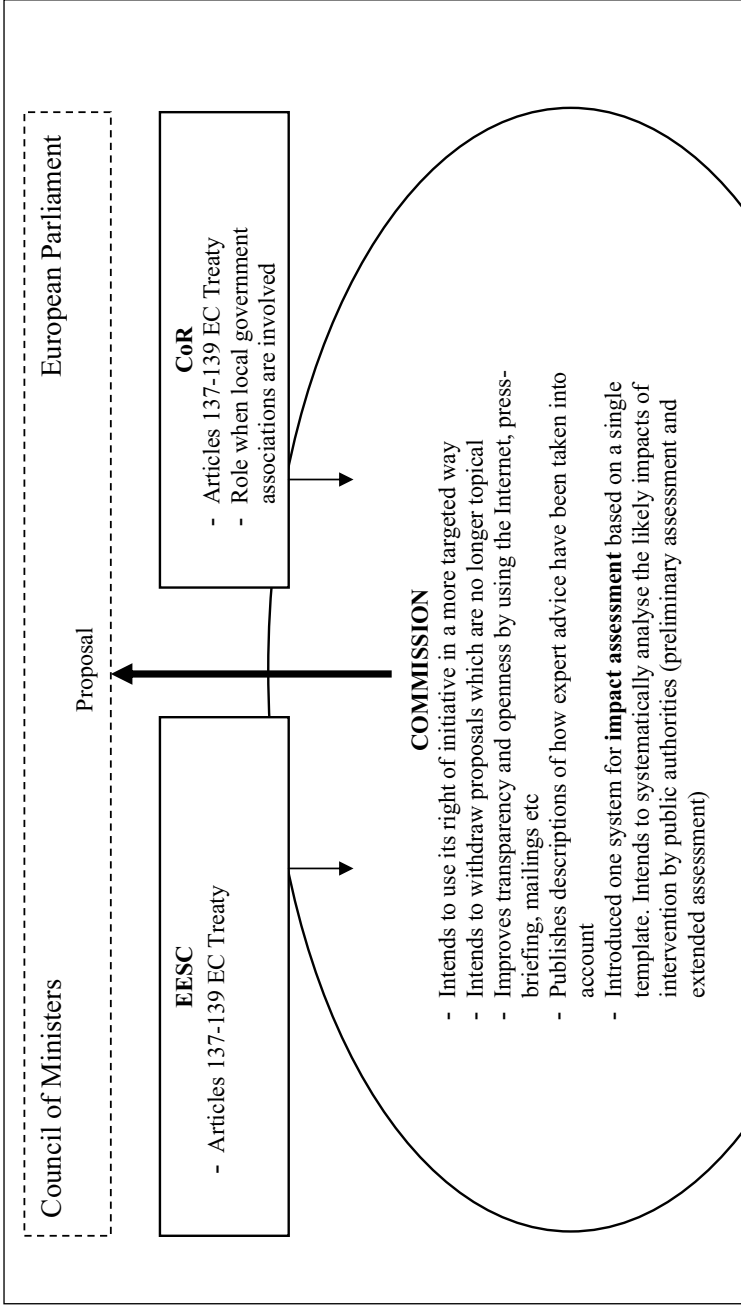 Council of Ministers
European Parliament
Proposal
EESC
- Articles 137-139 EC Treaty
CoR
- Articles 137-139 EC Treaty
- Role when local government
associations are involved
COMMISSION
- Intends to use its right of initiative in a more targeted way
- Intends to withdraw proposals which are no longer topical
- Improves transparency and openness by using the Internet, press-
briefing, mailings etc
- Publishes descriptions of how expert advice have been taken into
account
- Introduced one system for impact assessment based on a single
template. Intends to systematically analyse the likely impacts of
intervention by public authorities (preliminary assessment and
extended assessment)